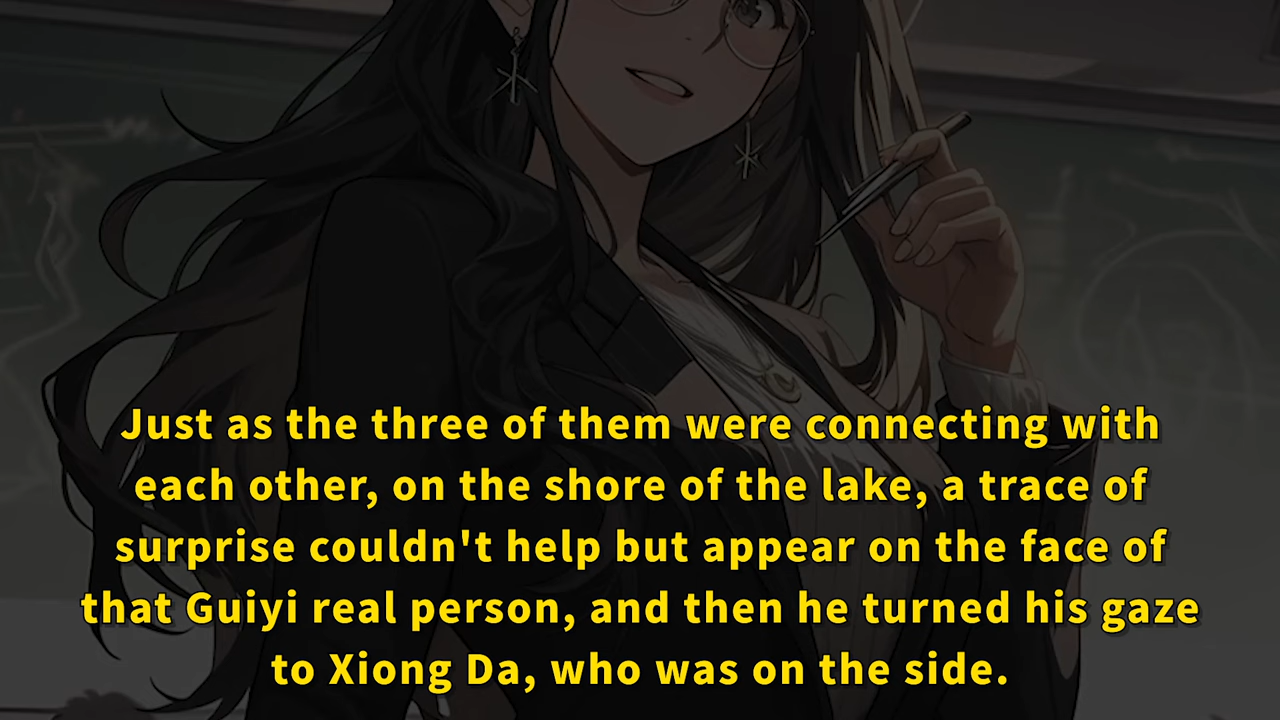 Just as the three of them were connecting with
each other, on the shore of the lake, a trace of
surprise couldn't help but appear on the face of
that Guiyi real person, and then he turned his gaze
to Xiong Da, who was on the side.